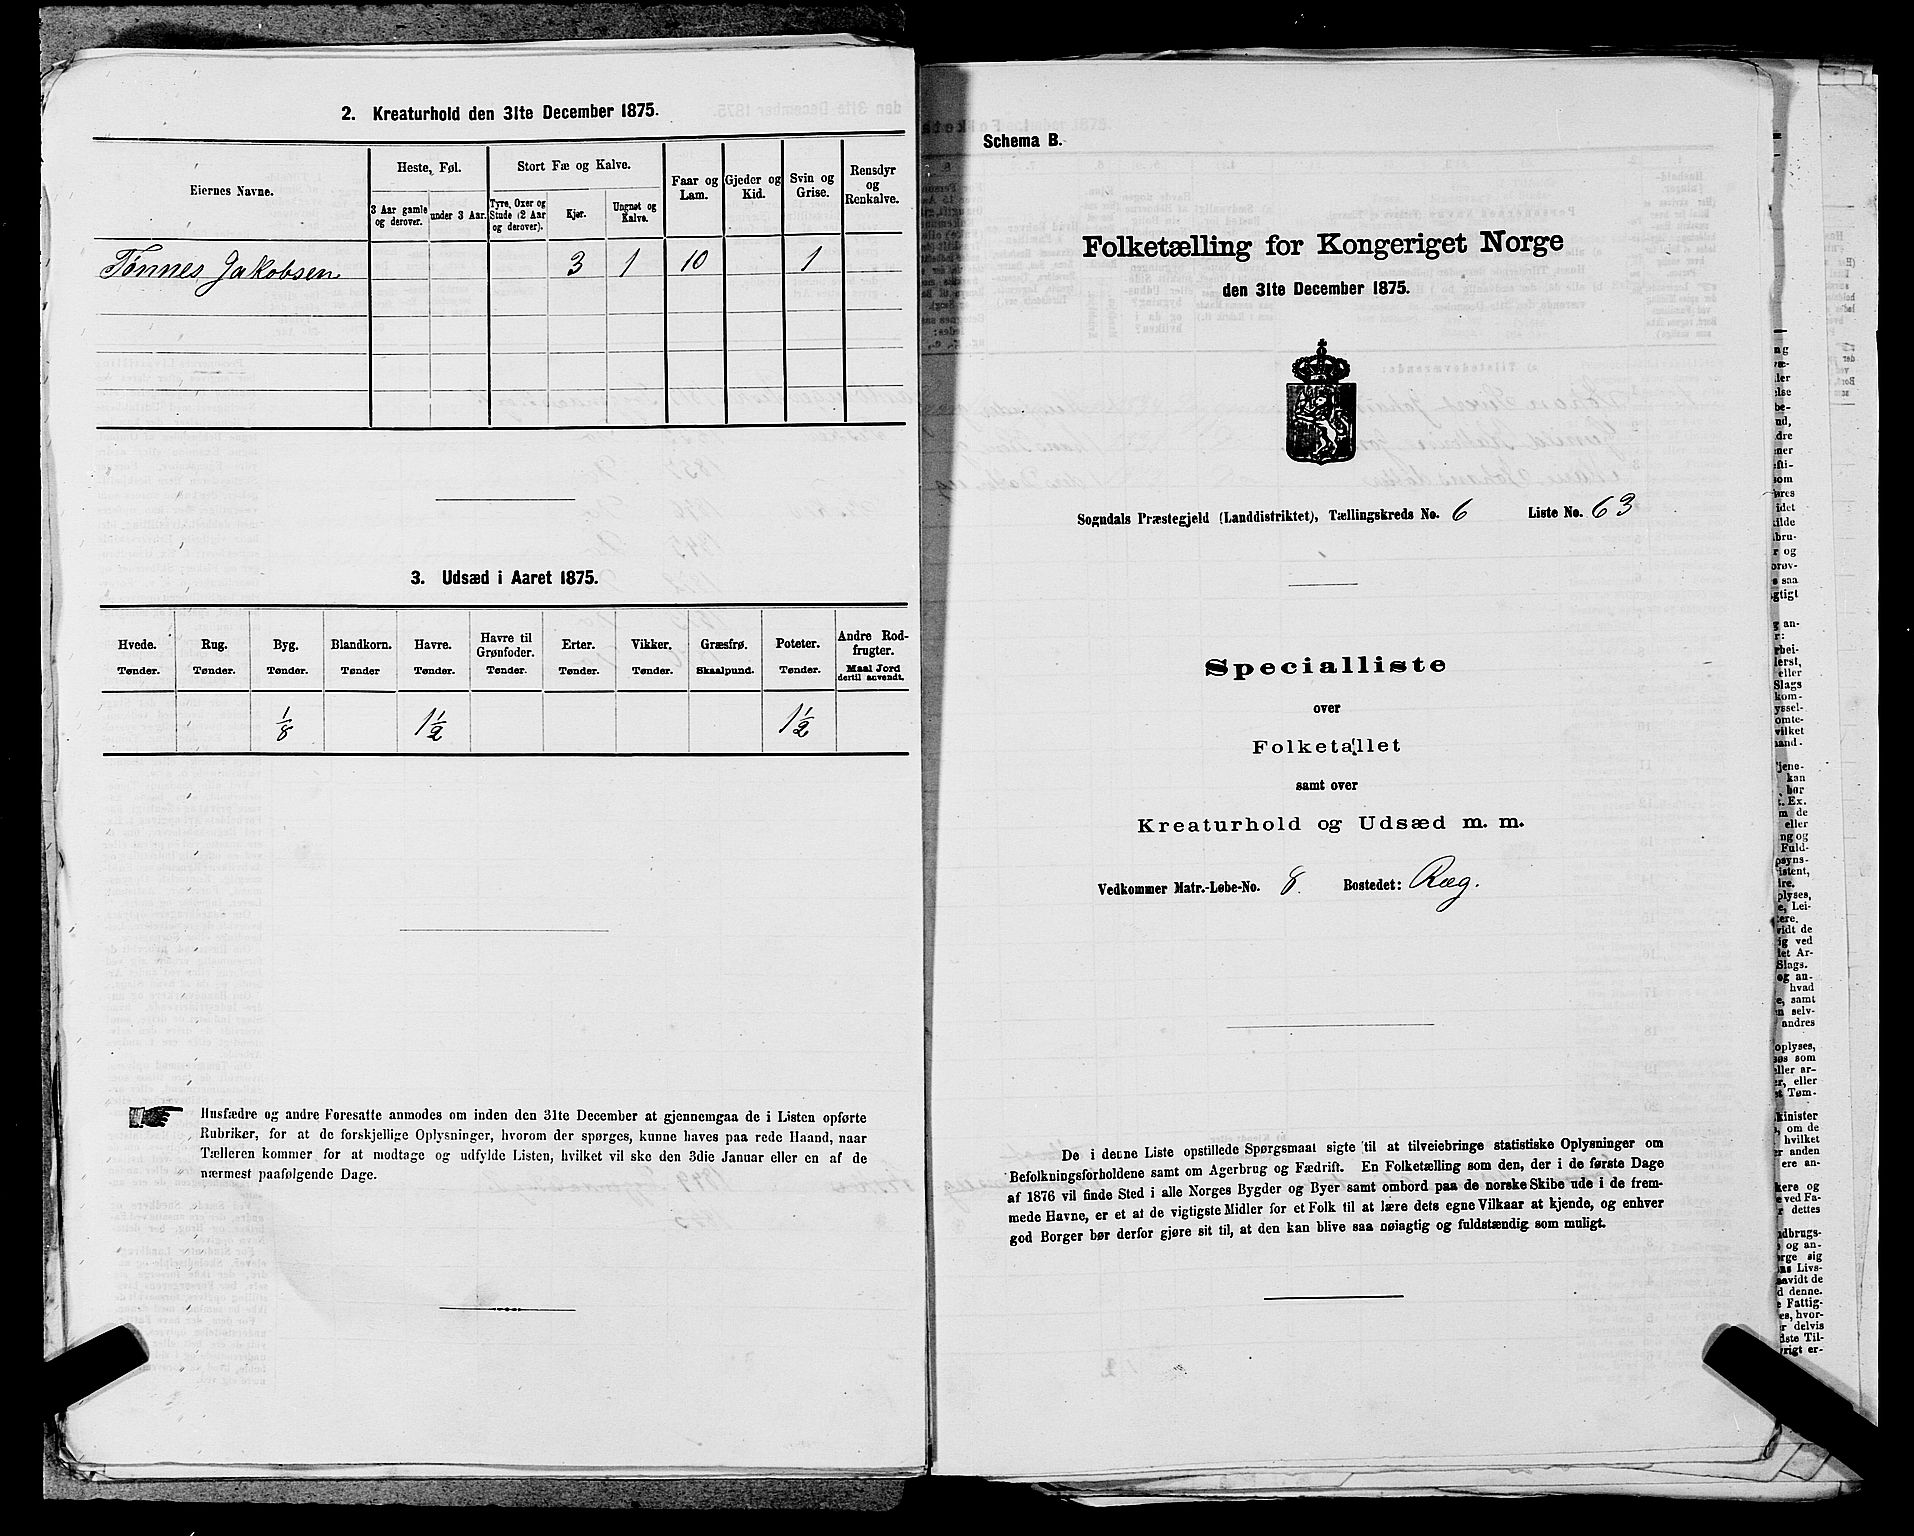 2. Kreaturhold den 31te December 1875.
Eiernes Navne.
Heste, Føl.
Stort Fæ og Kalve.
Faar og Lam.
Gjeder og Kid.
Svin og Grise.
Rensdyr og Renkalve.
3 Aar gamle og derover.
under 3 Aar.
Tyre, Oxer og Stude (2 Aar og derover).
Kjør.
Ungnøt og Kalve.
Tønnes Jakobsen 3 1 10 1
3. Udsæd i Aaret 1875.
Hvede. Rug. Byg. Blandkorn. Havre. Havre til Grønfoder. Erter. Vikker. Græsfrø. Poteter. Andre Rodfrugter.
Tønder. Tønder. Tønder. Tønder Tønder. Tønder. Tønder. Tønder. Skaalpund. Tønder. Maal Jord dertil anvendt.
1/8 1 1/2 1 1/2
Husfædre og andre Foresatte anmodes om inden den 31te December at gjennemgaa de i Listen opførte
Rubriker, for at de forskjellige Oplysninger, hvorom der spørges, kunne haves paa rede Haand, naar
Tælleren kommer for at modtage og udfylde Listen, hvilket vil ske den 3die Januar eller en af de
nærmest paafølgende Dage.
Schema B.
Folketælling for Kongeriget Norge
den 31te December 1875.
Sogndals Præstegjeld (Landdistriktet), Tællingskreds No. 6 Liste No. 63
Specialliste
over
Folketallet
samt over
Kreaturhold og Udsæd m. m.
Vedkommer Matr.-Løbe-No. 8. Bostedet: Ræg.
De i denne Liste opstillede Spørgsmaal sigte til at tilveiebringe statistiske Oplysninger om
Befolkningsforholdene samt om Agerbrug og Fædrift. En Folketælling som den, der i de første Dage
af 1876 vil finde Sted i alle Norges Bygder og Byer samt ombord paa de norske Skibe ude i de frem-
mede Havne, er et at de vigtigste Midler for et Folk til at lære dets egne Vilkaar at kjende, og enhver
god Borger bør derfor gjøre sit til, at den kan blive saa nøiagtig og fuldstændig som muligt.